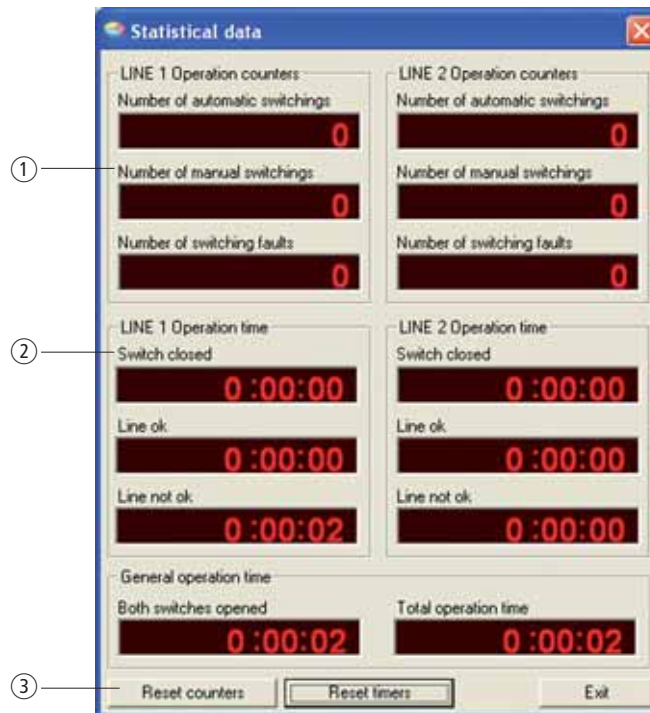 Statistical data
LINE 1 Operation counters
Number of automatic switchings
0
① Number of manual switchings
0
Number of switching faults
0
LINE 2 Operation counters
Number of automatic switchings
0
Number of manual switchings
0
Number of switching faults
0
LINE 1 Operation time
② Switch closed
0 :00:00
Line ok
0 :00:00
Line not ok
0 :00:02
LINE 2 Operation time
Switch closed
0 :00:00
Line ok
0 :00:00
Line not ok
0 :00:00
General operation time
Both switches opened
0 :00:02
Total operation time
0 :00:02
③ Reset counters Reset timers Exit